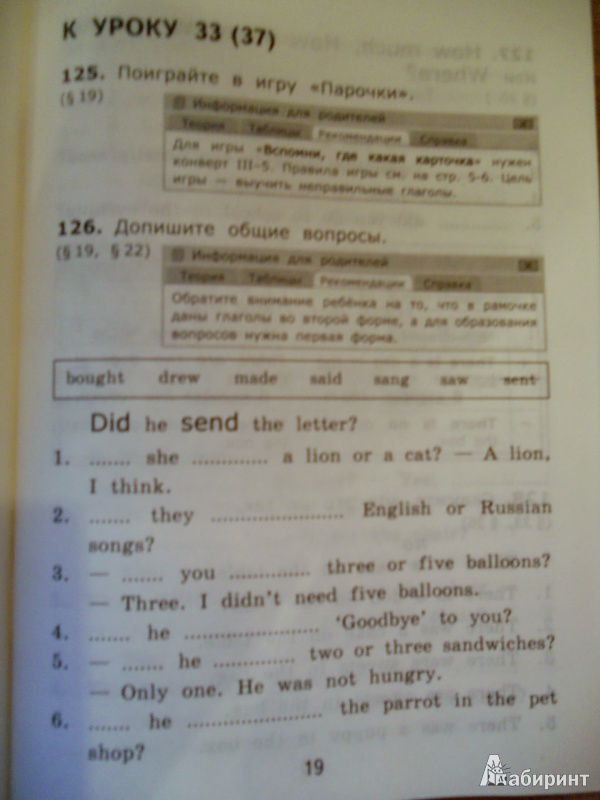 К УРОКУ 33 (37)
125. Поиграйте в игру «Парочки».
(§ 19)
Информация для родителей
Теория Таблицы Рекомендации Справка
Для игры «Вспомни, где какая карточка» нужен
конверт III–5. Правила игры см. на стр. 5-6. Цель
игры — выучить неправильные глаголы.
126. Допишите общие вопросы.
(§ 19, § 22)
Информация для родителей
Теория Таблицы Рекомендации Справка
Обратите внимание ребёнка на то, что в рамочке
даны глаголы во второй форме, а для образования
вопросов нужна первая форма.
bought drew made said sang saw sent
Did he send the letter?
1. ....... she ............ a lion or a cat? — A lion,
I think.
2. ....... they ..................... English or Russian
songs?
3. — ....... you ............. three or five balloons?
— Three. I didn't need five balloons.
4. ....... he ..................... 'Goodbye' to you?
5. — ....... he ............. two or three sandwiches?
— Only one. He was not hungry.
6. ....... he ..................... the parrot in the pet
shop?
19
Лабиринт